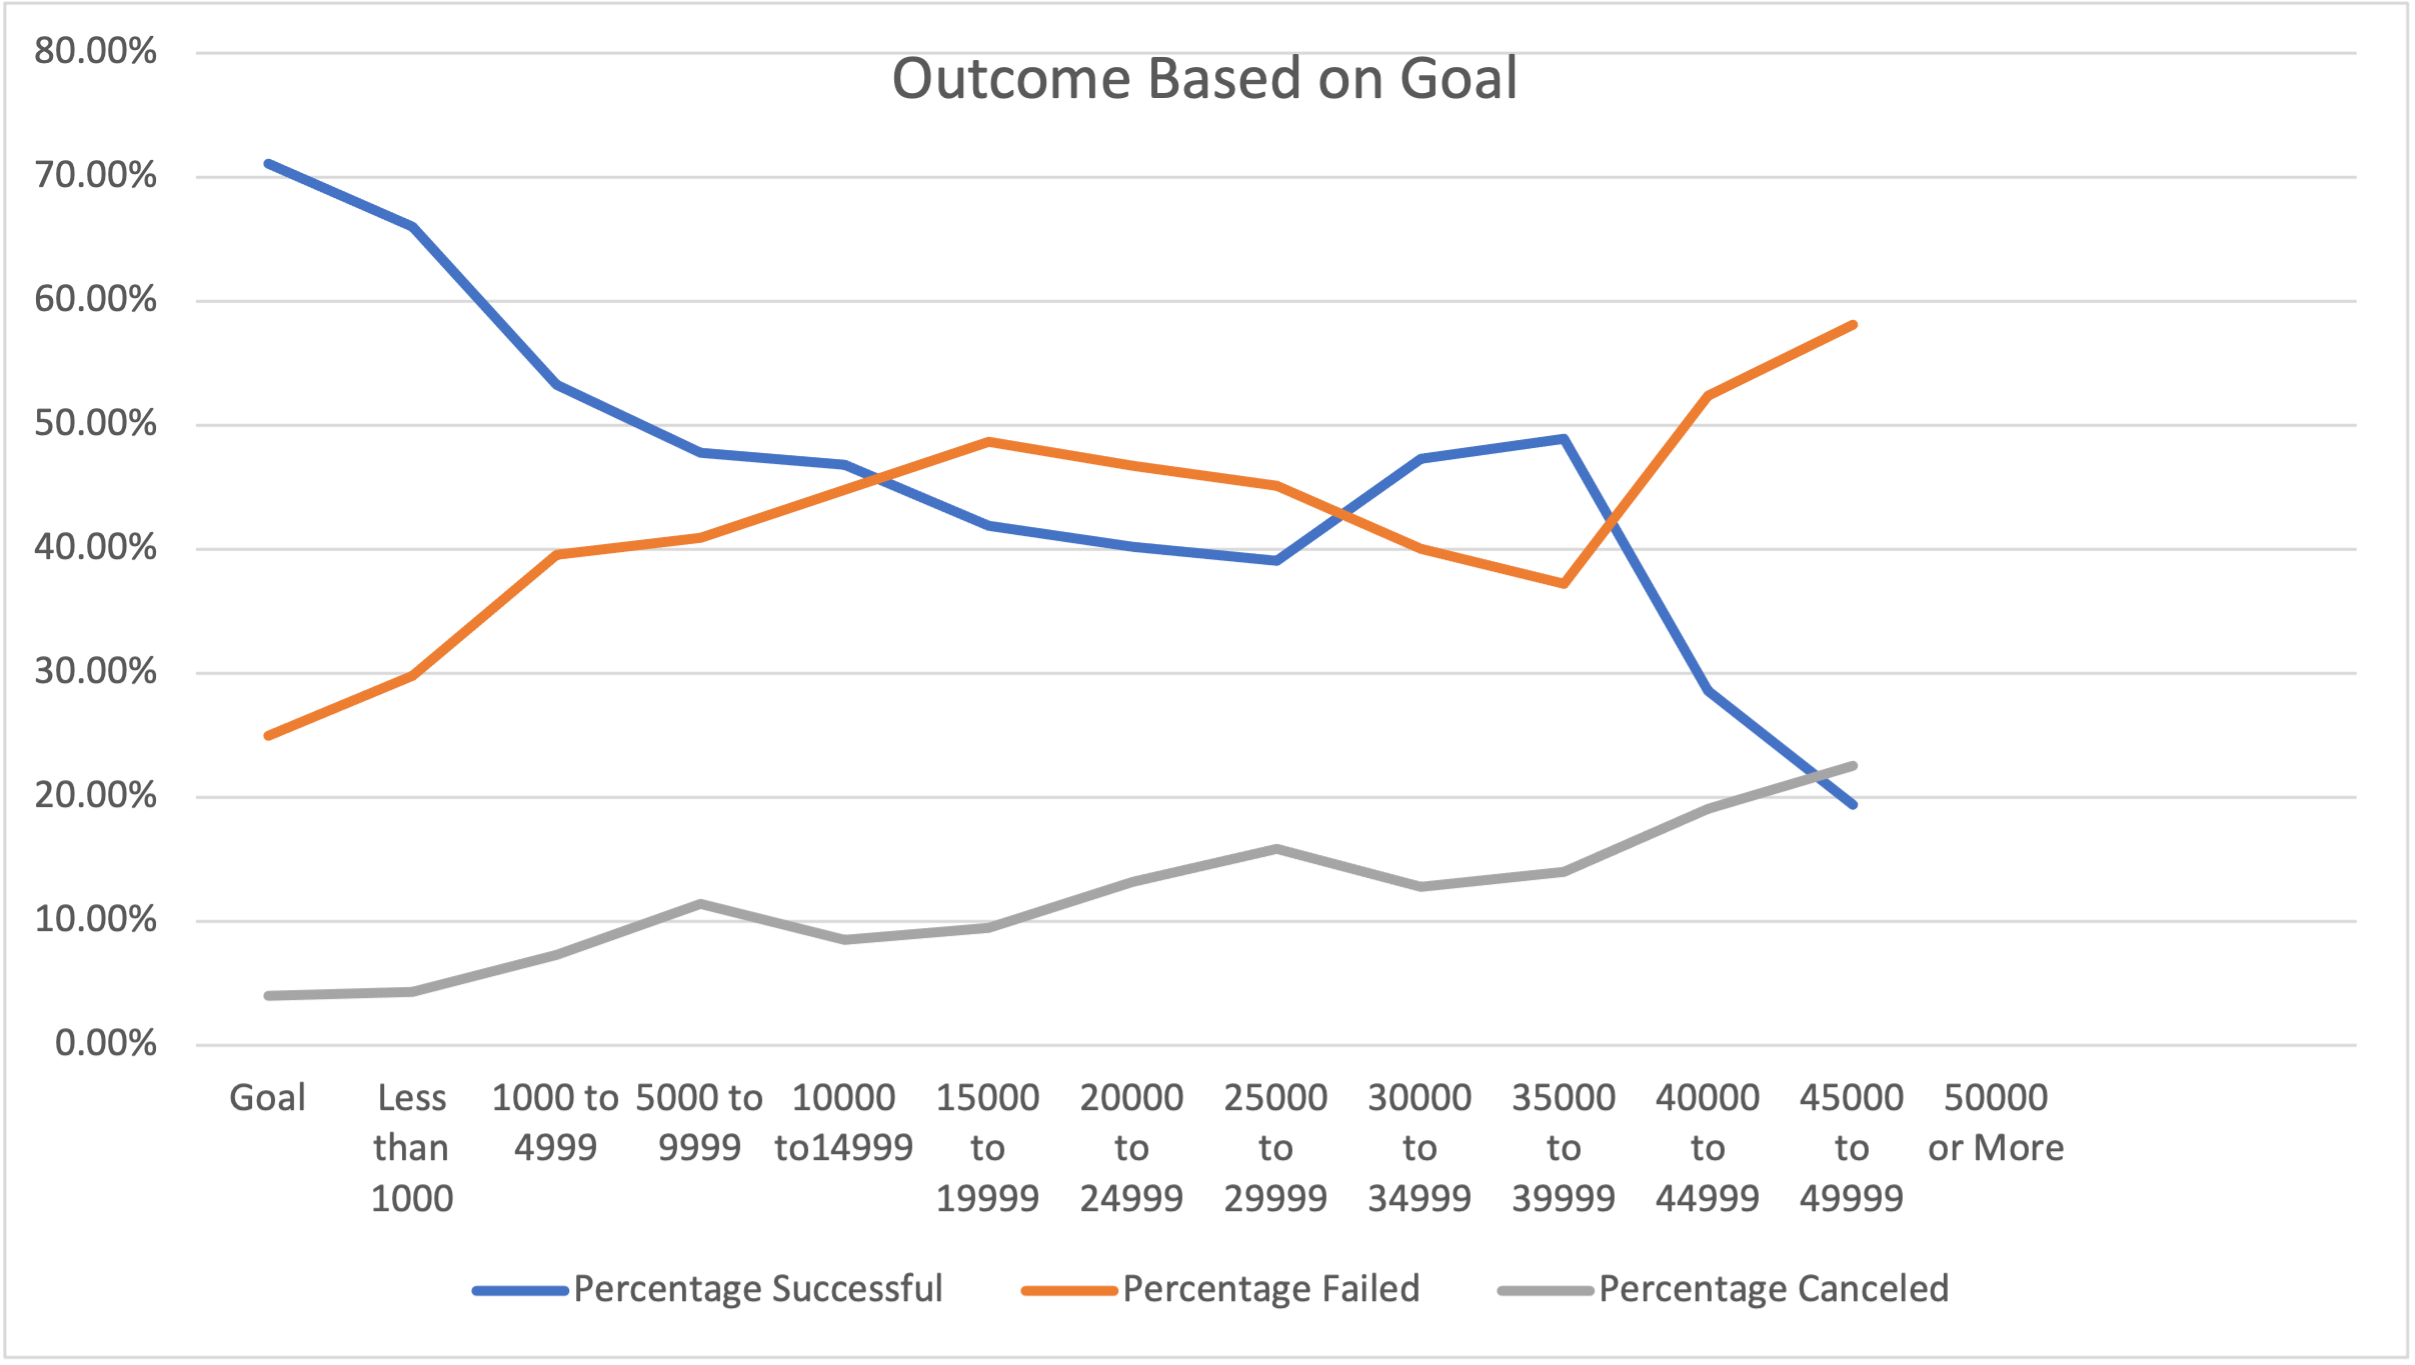 Outcome Based on Goal
80.00%
70.00%
60.00%
50.00%
40.00%
30.00%
20.00%
10.00%
0.00%
Goal
Less
than
1000
1000 to
4999
5000 to
9999
10000
to14999
15000
to
19999
20000
to
24999
25000
to
29999
30000
to
34999
35000
to
39999
40000
to
44999
45000
to
49999
50000
or More
Percentage Successful
Percentage Failed
Percentage Canceled